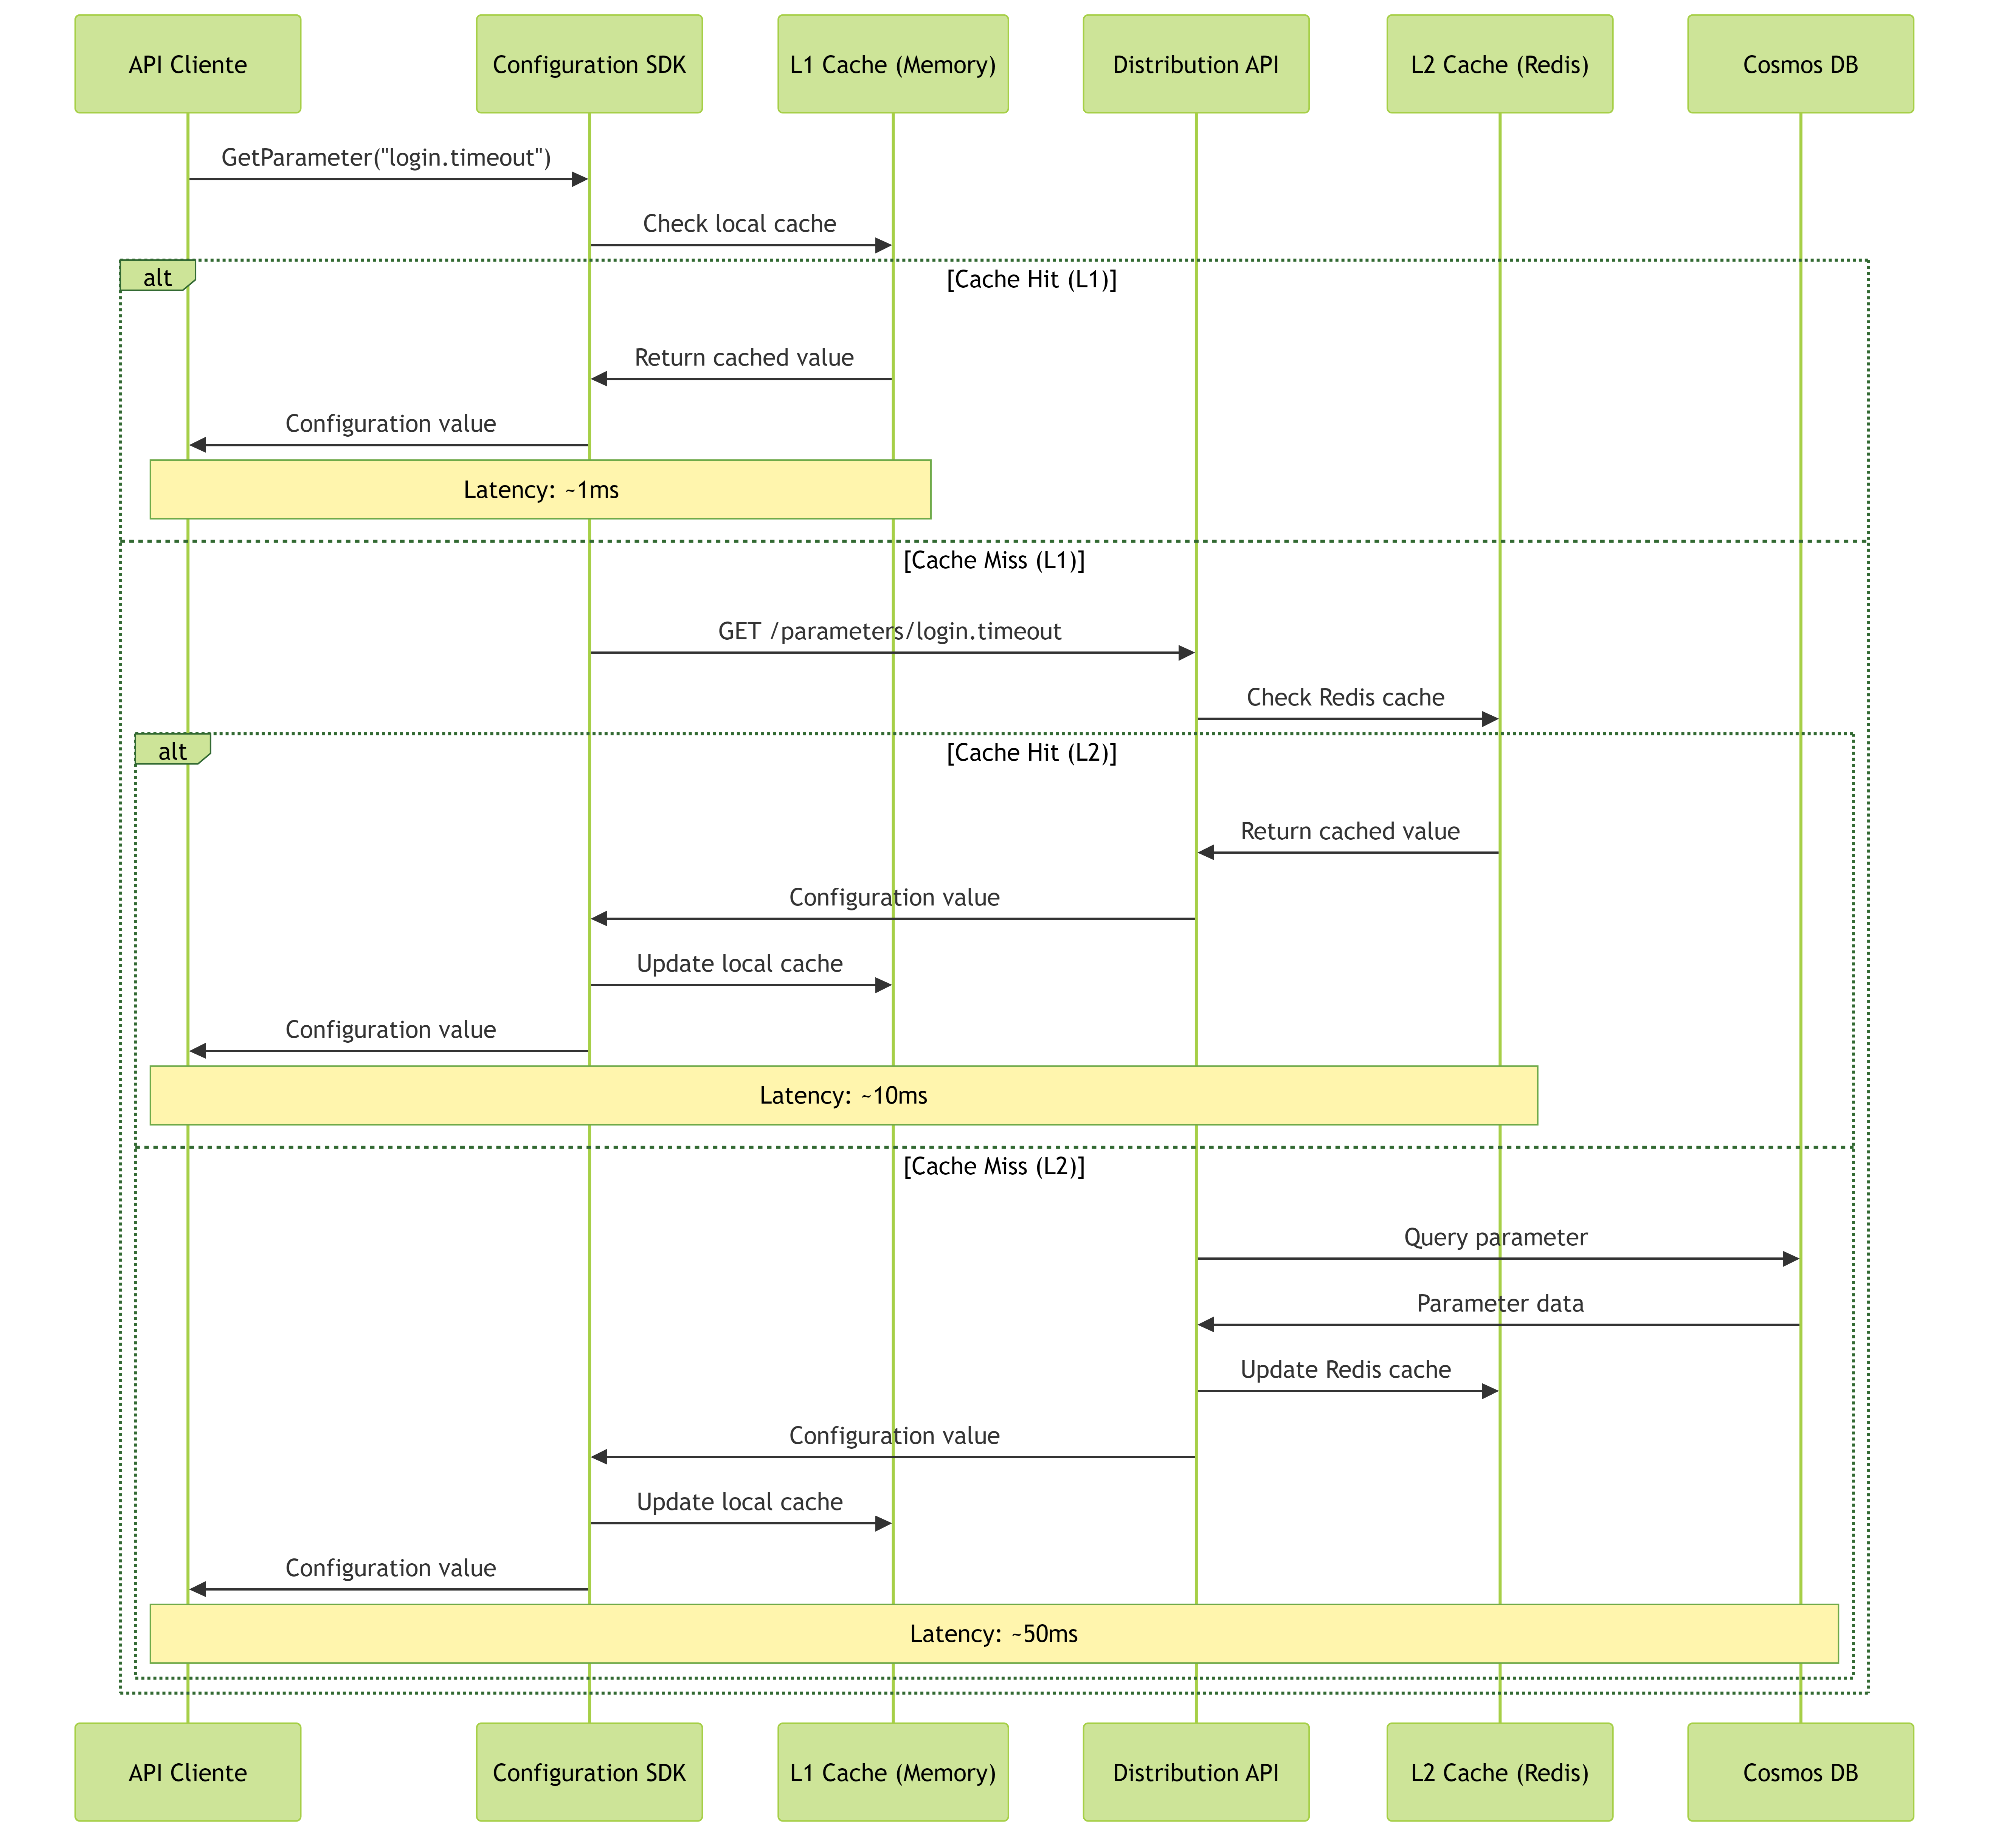 API Cliente
Configuration SDK
L1 Cache (Memory)
Distribution API
L2 Cache (Redis)
Cosmos DB
GetParameter("login.timeout")
Check local cache
alt
[Cache Hit (L1)]
Return cached value
Configuration value
Latency: ~1ms
[Cache Miss (L1)]
GET /parameters/login.timeout
Check Redis cache
alt
[Cache Hit (L2)]
Return cached value
Configuration value
Update local cache
Configuration value
Latency: ~10ms
[Cache Miss (L2)]
Query parameter
Parameter data
Update Redis cache
Configuration value
Update local cache
Configuration value
Latency: ~50ms
API Cliente
Configuration SDK
L1 Cache (Memory)
Distribution API
L2 Cache (Redis)
Cosmos DB